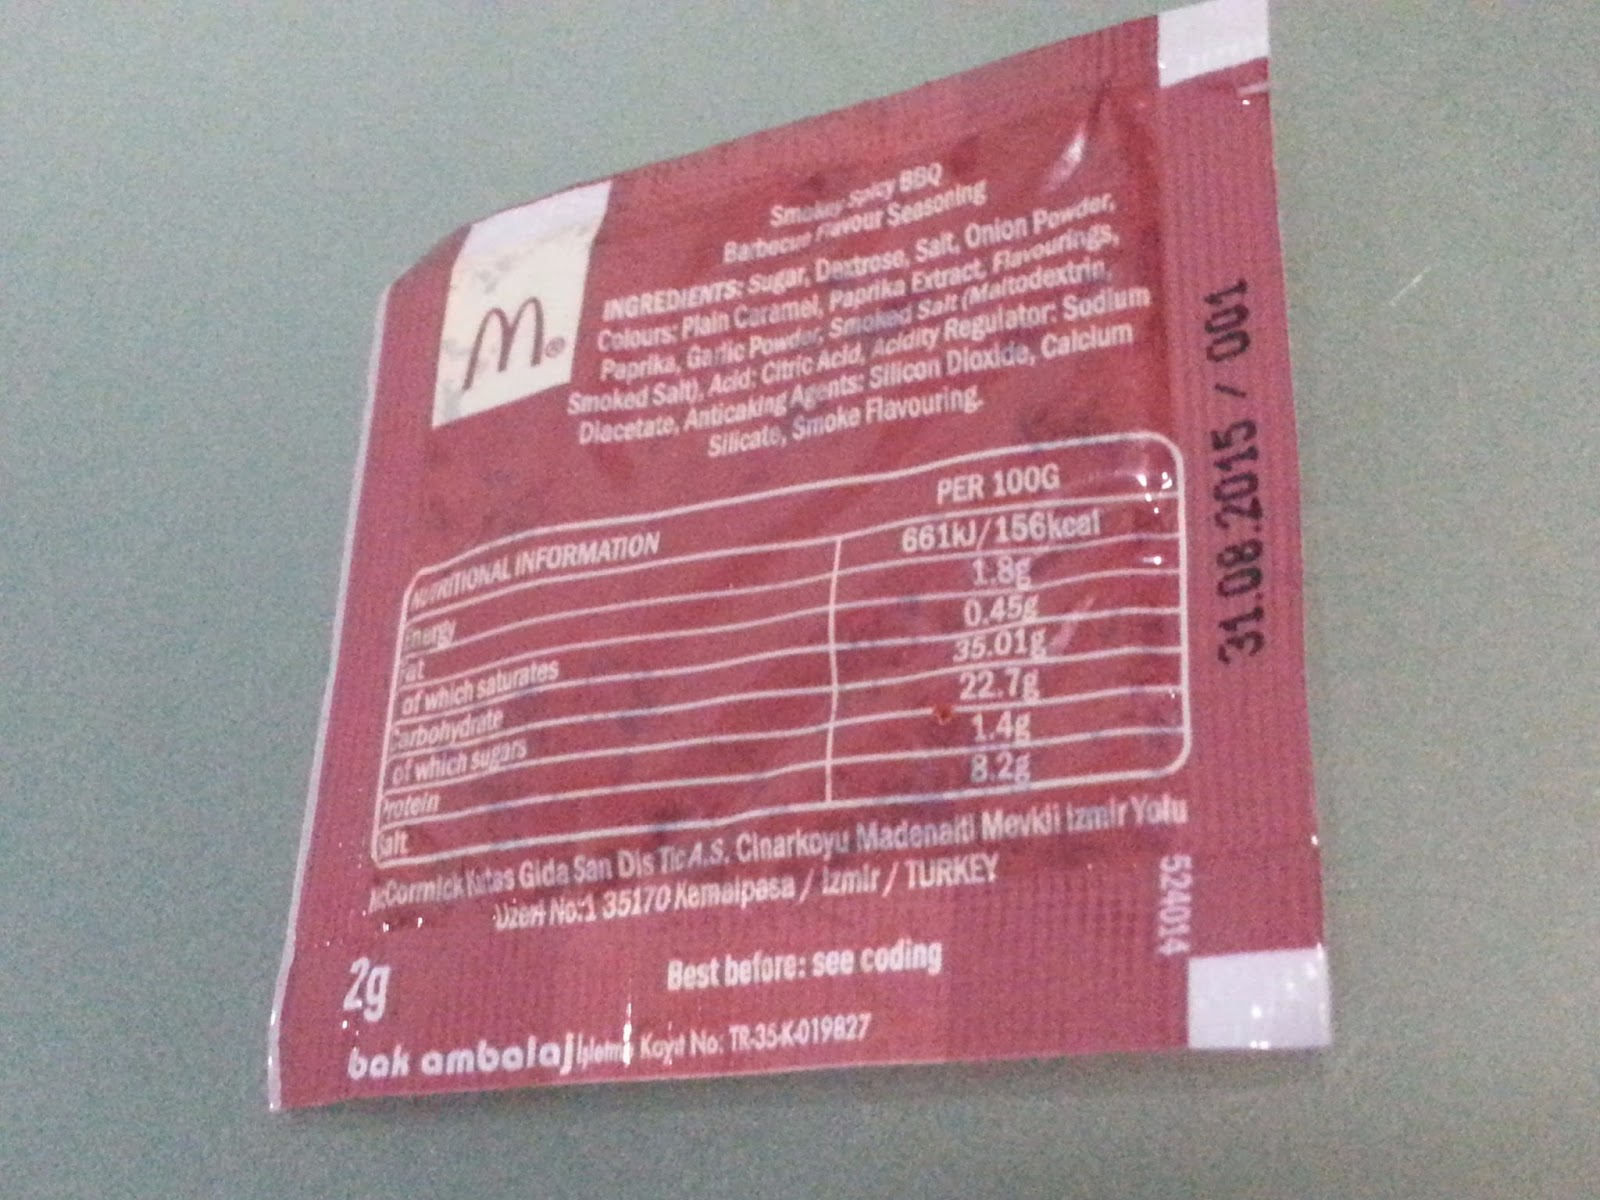 M®
Smokey Spicy BBQ
Barbecue Flavour Seasoning
INGREDIENTS: Sugar, Dextrose, Salt, Onion Powder,
Colours: Plain Caramel, Paprika Extract, Flavourings,
Paprika, Garlic Powder, Smoked Salt (Maltodextrin,
Smoked Salt), Acid: Citric Acid, Acidity Regulator: Sodium
Diacetate, Anticaking Agents: Silicon Dioxide, Calcium
Silicate, Smoke Flavouring.
NUTRITIONAL INFORMATION PER 100G
Energy 661kJ/156kcal
Fat 1.8g
of which saturates 0.45g
Carbohydrate 35.01g
of which sugars 22.7g
Protein 1.4g
Salt 8.2g
McCormick Kutas Gida San Dis Tic A.S. Cinarkoyu Madenalti Mevkii Izmir Yolu
Uzeri No:1 35170 Kemalpasa / Izmir / TURKEY
2g
Best before: see coding
bak ambalaj İşletme Kayıt No: TR-35-K-019827
31.08.2015 / 001
524014